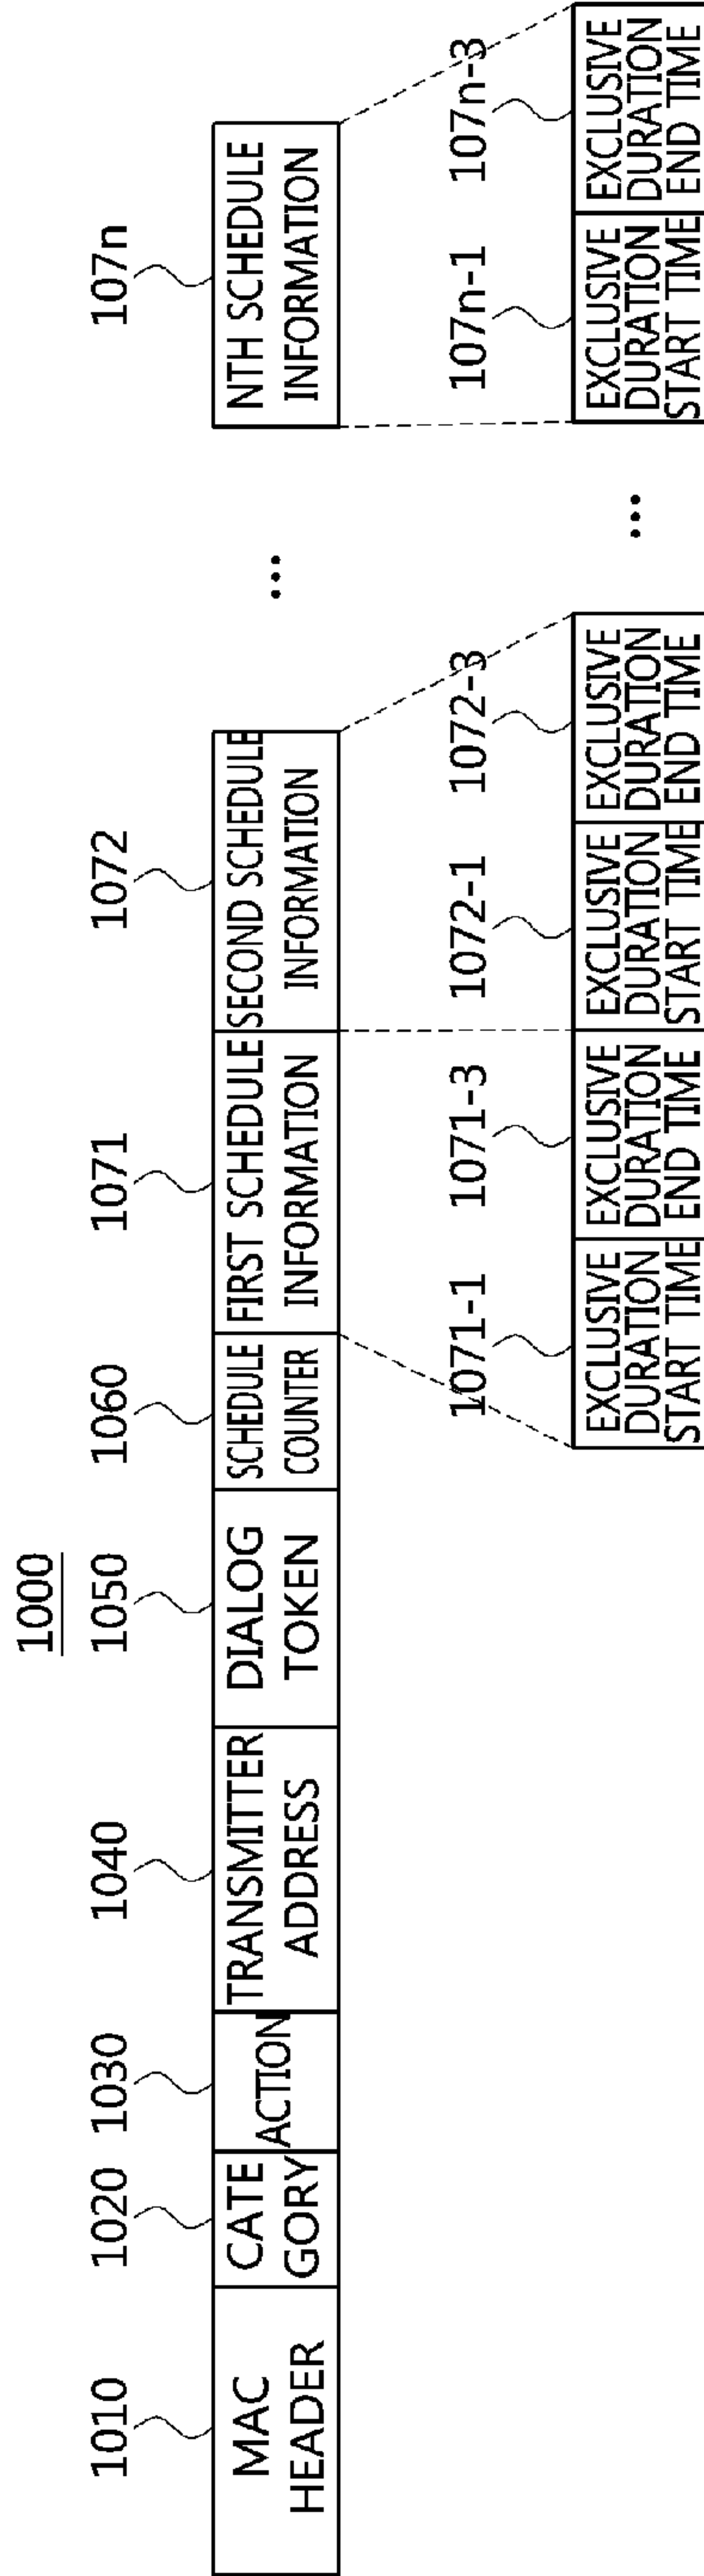 1000
1010
1020
1030
1040
1050
1060
1071
1072
107n
MAC
HEADER
CATE
GORY
ACTION
TRANSMITTER
ADDRESS
DIALOG
TOKEN
SCHEDULE
COUNTER
FIRST SCHEDULE
INFORMATION
SECOND SCHEDULE
INFORMATION
...
NTH SCHEDULE
INFORMATION
1071-1
1071-3
1072-1
1072-3
107n-1
107n-3
EXCLUSIVE
DURATION
START TIME
EXCLUSIVE
DURATION
END TIME
EXCLUSIVE
DURATION
START TIME
EXCLUSIVE
DURATION
END TIME
...
EXCLUSIVE
DURATION
START TIME
EXCLUSIVE
DURATION
END TIME